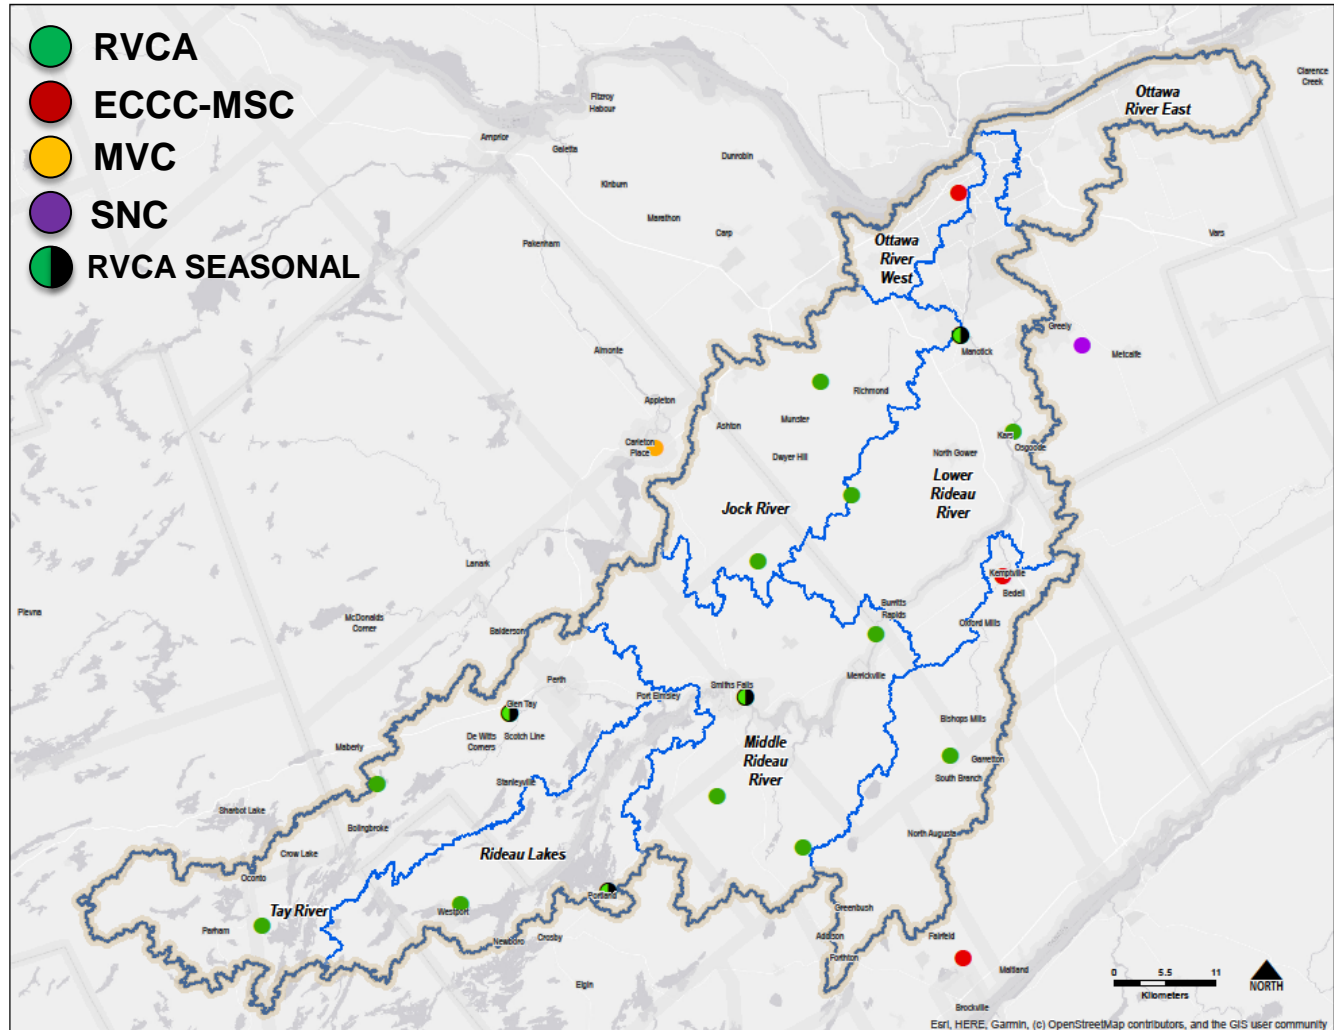 RVCA
ECCC-MSC
MVC
SNC
RVCA SEASONAL
Clarence
Creek
Ottawa
River East
Fitzroy
Habour
Arnprior
Galetta
Dunrobin
Kinburn
Marathon
Carp
Pakenham
Vars
Ottawa
River
West
Greely
Metcalfe
Manotick
Almonte
Richmond
Appleton
Ashton
Munster
Carleton
Place
Kars
Osgoode
Dwyer Hill
North Gower
Lower
Rideau
River
Jock River
Lanark
Kemptville
Bedell
Plevna
McDonalds
Corner
Burritts
Rapids
Oxford Mills
Balderson
Perth
Merrickville
Smiths Falls
Port Elmsley
Glen Tay
De Witts
Corners
Scotch Line
Bishops Mills
Maberly
Middle
Rideau
River
Garretton
South Branch
Stanleyville
Sharbot Lake
Bolingbroke
North Augusta
Crow Lake
Rideau Lakes
Oconto
Portland
Tay River
Westport
Greenbush
Parham
Newboro
Crosby
Addison
Fairfeld
Forthton
Maitland
Elgin
Brockville
0 5.5 11
Kilometers
NORTH
Esri, HERE, Garmin, (c) OpenStreetMap contributors, and the GIS user community